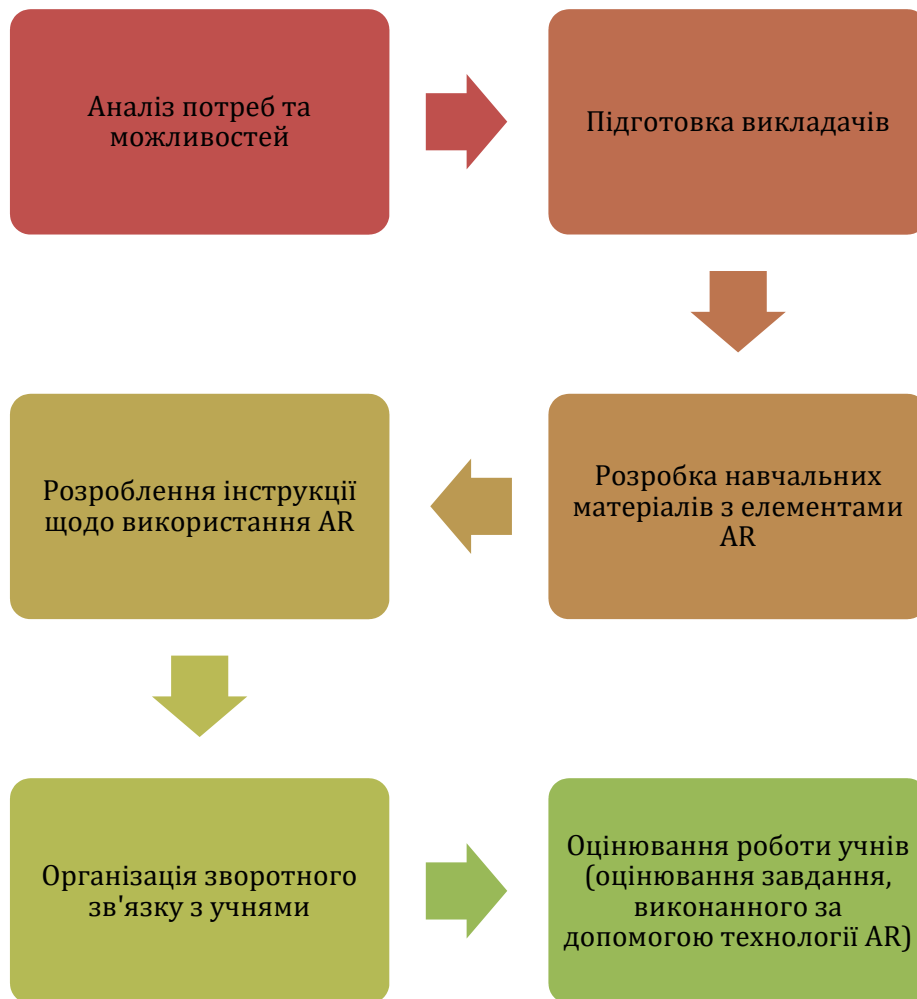 Аналіз потреб та
можливостей
Підготовка викладачів
Розробка навчальних
матеріалів з елементами
AR
Розроблення інструкції
щодо використання AR
Організація зворотного
зв'язку з учнями
Оцінювання роботи учнів
(оцінювання завдання,
виконанного за
допомогою технології AR)